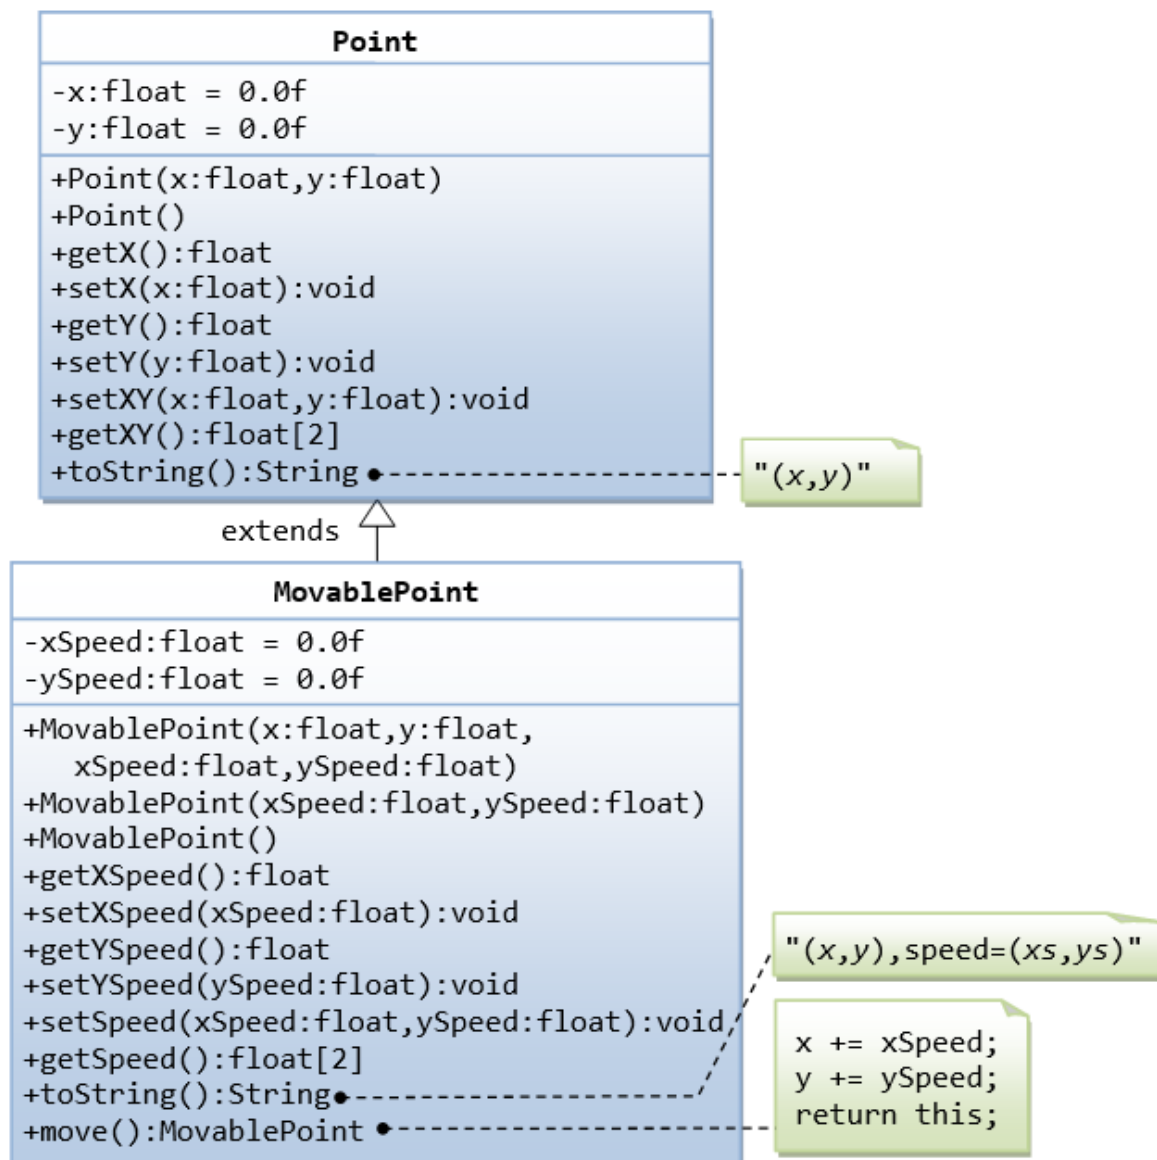 Point
-x:float = 0.0f
-y:float = 0.0f
+Point(x:float,y:float)
+Point()
+getX():float
+setX(x:float):void
+getY():float
+setY(y:float):void
+setXY(x:float,y:float):void
+getXY():float[2]
+toString():String
"(x,y)"
extends
MovablePoint
-xSpeed:float = 0.0f
-ySpeed:float = 0.0f
+MovablePoint(x:float,y:float,
xSpeed:float,ySpeed:float)
+MovablePoint(xSpeed:float,ySpeed:float)
+MovablePoint()
+getXSpeed():float
+setXSpeed(xSpeed:float):void
+getYSpeed():float
+setYSpeed(ySpeed:float):void
+setSpeed(xSpeed:float,ySpeed:float):void
+getSpeed():float[2]
+toString():String
+move():MovablePoint
"(x,y),speed=(xs,ys)"
x += xSpeed;
y += ySpeed;
return this;